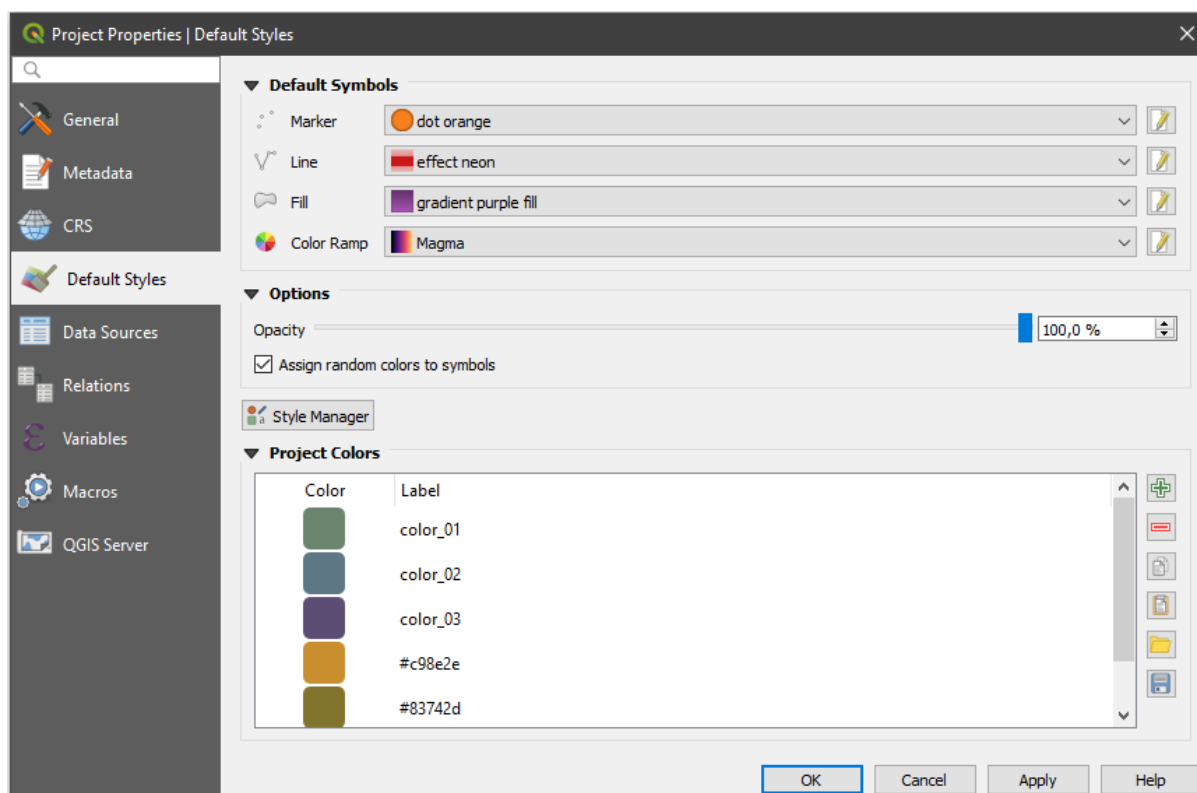 Project Properties | Default Styles
General
Metadata
CRS
Default Styles
Data Sources
Relations
Variables
Macros
QGIS Server
Default Symbols
Marker dot orange
Line effect neon
Fill gradient purple fill
Color Ramp Magma
Options
Opacity 100,0 %
Assign random colors to symbols
Style Manager
Project Colors
Color Label
color_01
color_02
color_03
#c98e2e
#83742d
OK Cancel Apply Help